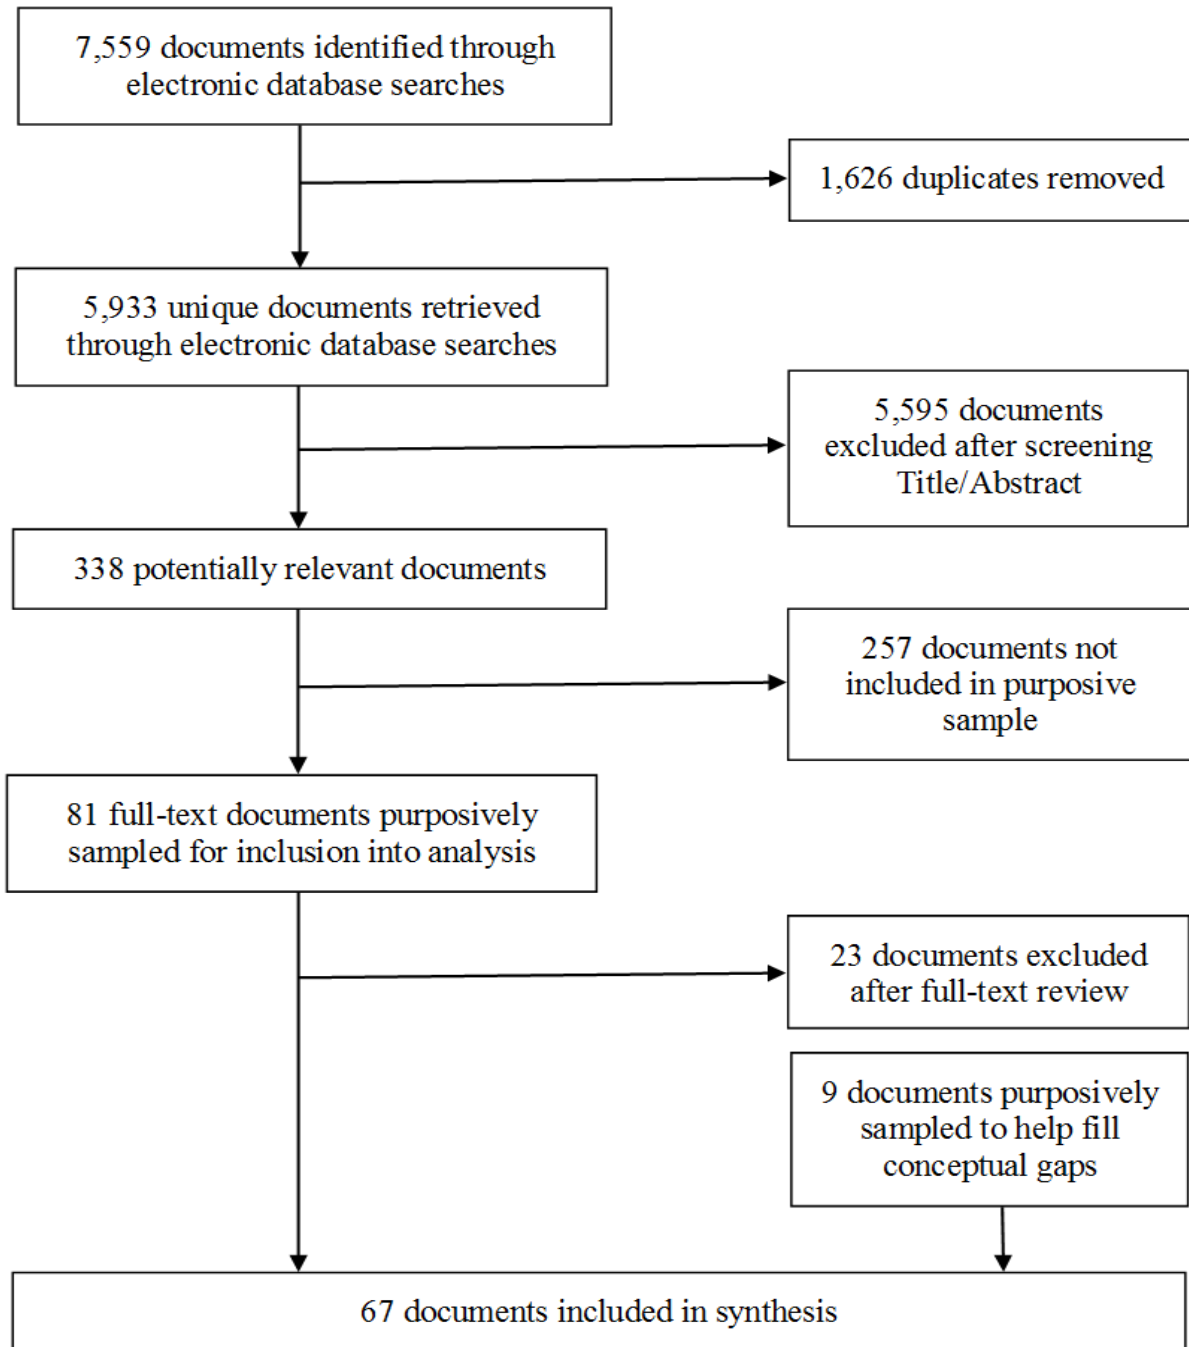 7,559 documents identified through
electronic database searches
1,626 duplicates removed
5,933 unique documents retrieved
through electronic database searches
5,595 documents
excluded after screening
Title/Abstract
338 potentially relevant documents
257 documents not
included in purposive
sample
81 full-text documents purposively
sampled for inclusion into analysis
23 documents excluded
after full-text review
9 documents purposively
sampled to help fill
conceptual gaps
67 documents included in synthesis